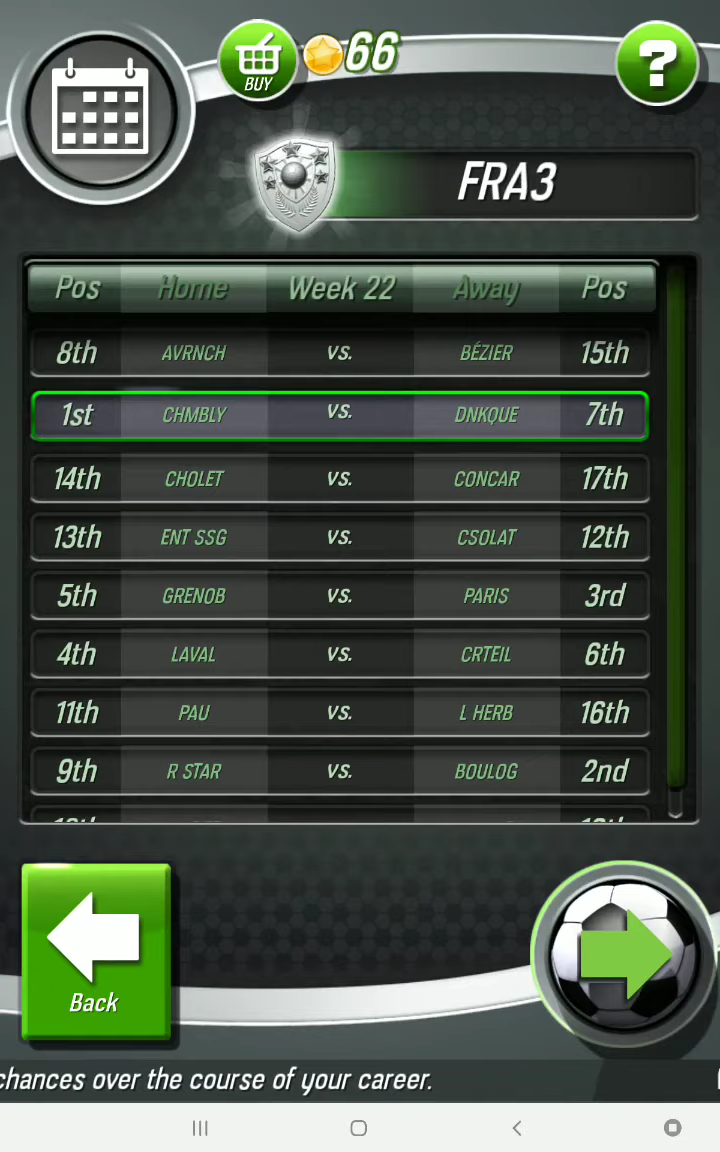 BUY
66
?
FRA3
Pos Home Week 22 Away Pos
8th AVRNCH VS. BÉZIER 15th
1st CHMBLY VS. DNKQUE 7th
14th CHOLET VS. CONCAR 17th
13th ENT SSG VS. CSOLAT 12th
5th GRENOB VS. PARIS 3rd
4th LAVAL VS. CRTEIL 6th
11th PAU VS. L HERB 16th
9th R STAR VS. BOULOG 2nd
Back
chances over the course of your career.